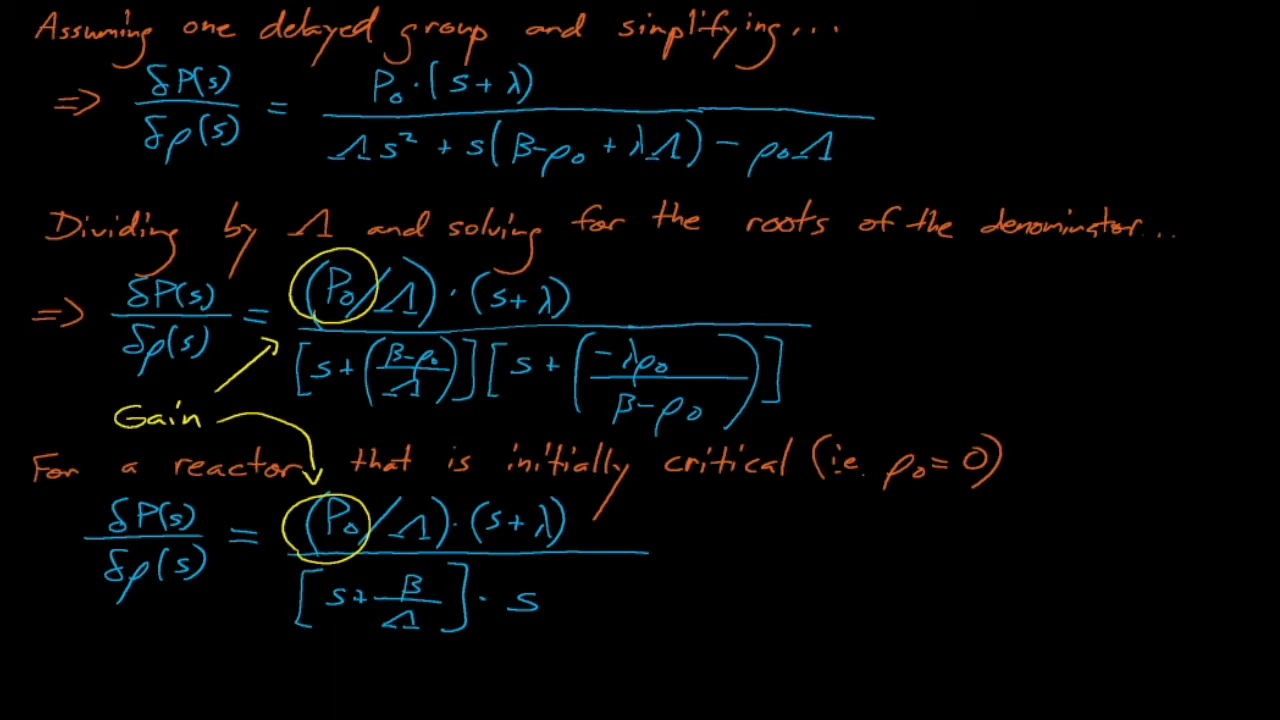 Assuming one delayed group and simplifying...
=> δP(s)/δρ(s) = P₀·(s+λ) / Λs² + s(β-ρ₀ + λΛ) - ρ₀Λ
Dividing by Λ and solving for the roots of the denominator...
=> δP(s)/δρ(s) = (P₀/Λ)·(s+λ) / [s+((β-ρ₀)/Λ)][s+(-λρ₀/(β-ρ₀))]
Gain
For a reactor that is initially critical (i.e. ρ₀=0)
δP(s)/δρ(s) = (P₀/Λ)·(s+λ) / [s+β/Λ]·s